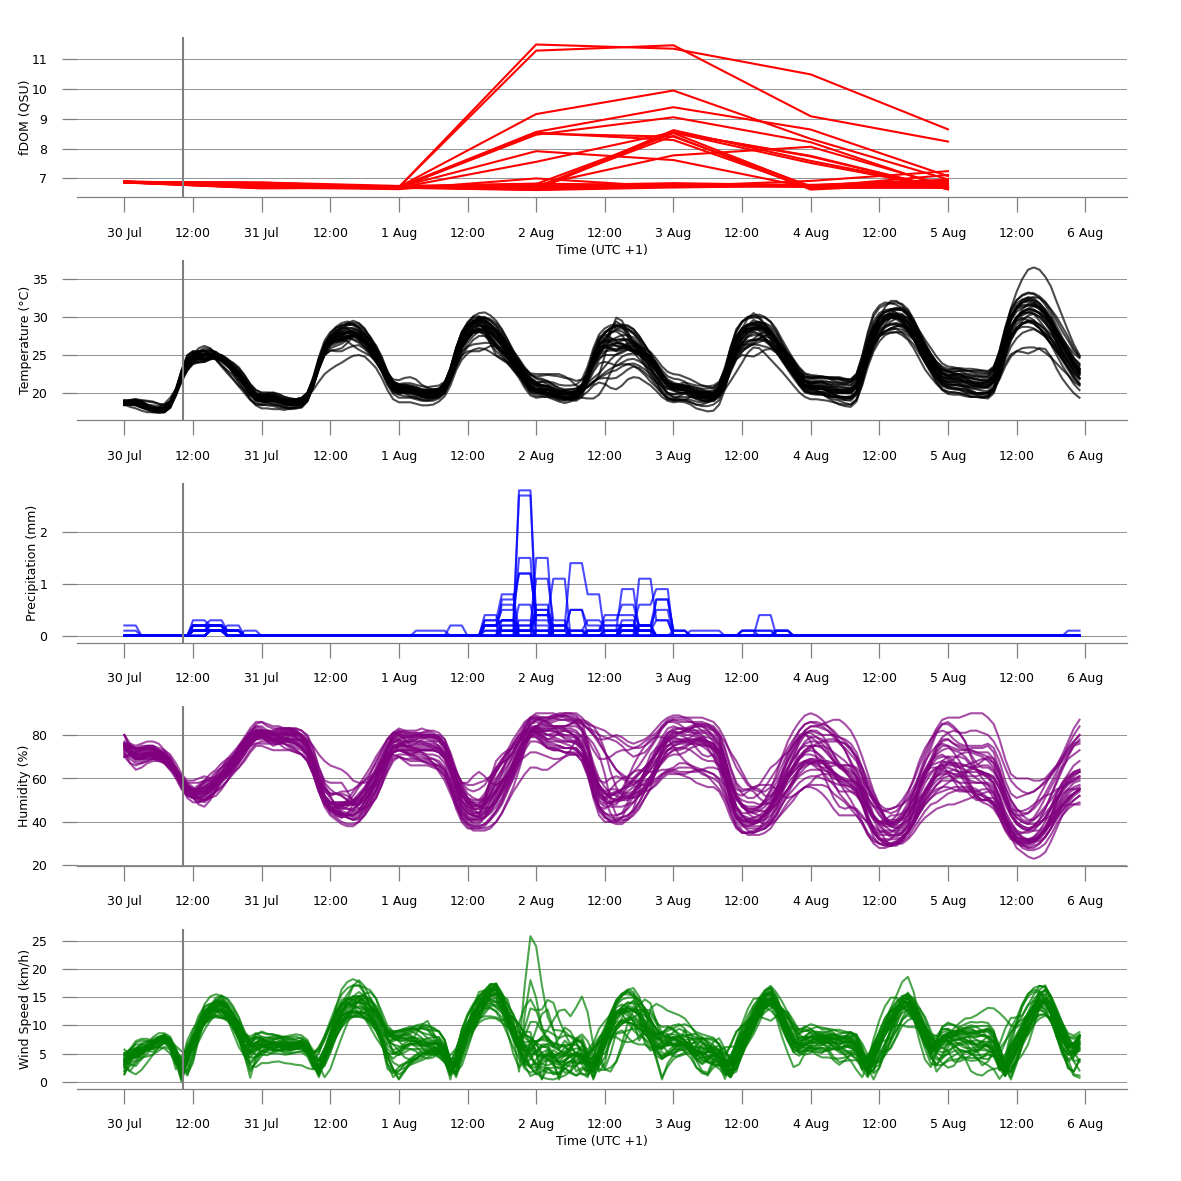 11
10
9
8
7
fDOM (QSU)
30 Jul 12:00 31 Jul 12:00 1 Aug 12:00 2 Aug 12:00 3 Aug 12:00 4 Aug 12:00 5 Aug 12:00 6 Aug
Time (UTC +1)
35
30
25
20
Temperature (°C)
30 Jul 12:00 31 Jul 12:00 1 Aug 12:00 2 Aug 12:00 3 Aug 12:00 4 Aug 12:00 5 Aug 12:00 6 Aug
2
1
0
Precipitation (mm)
30 Jul 12:00 31 Jul 12:00 1 Aug 12:00 2 Aug 12:00 3 Aug 12:00 4 Aug 12:00 5 Aug 12:00 6 Aug
80
60
40
20
Humidity (%)
30 Jul 12:00 31 Jul 12:00 1 Aug 12:00 2 Aug 12:00 3 Aug 12:00 4 Aug 12:00 5 Aug 12:00 6 Aug
25
20
15
10
5
0
Wind Speed (km/h)
30 Jul 12:00 31 Jul 12:00 1 Aug 12:00 2 Aug 12:00 3 Aug 12:00 4 Aug 12:00 5 Aug 12:00 6 Aug
Time (UTC +1)